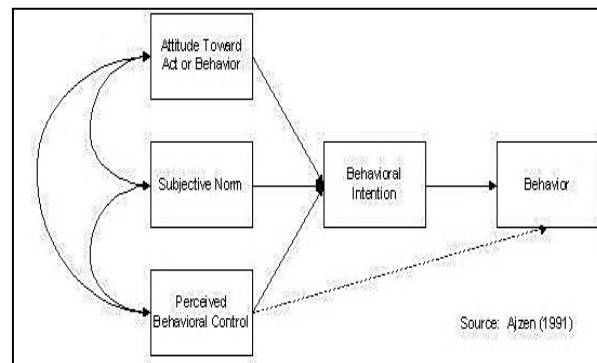 Attitude Toward
Act or Behavior
Subjective Norm
Behavioral
Intention
Behavior
Perceived
Behavioral Control
Source: Ajzen (1991)